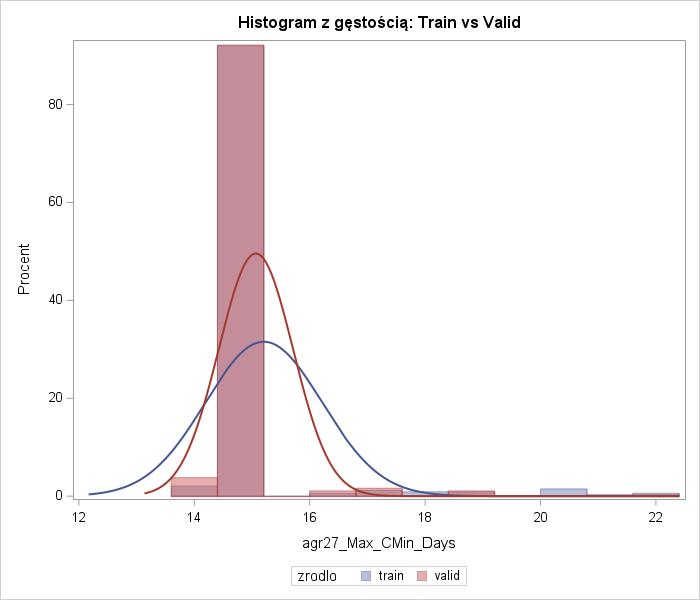 Histogram z gęstością: Train vs Valid
80
60
40
20
0
Procent
12 14 16 18 20 22
agr27_Max_CMin_Days
zrodlo train valid